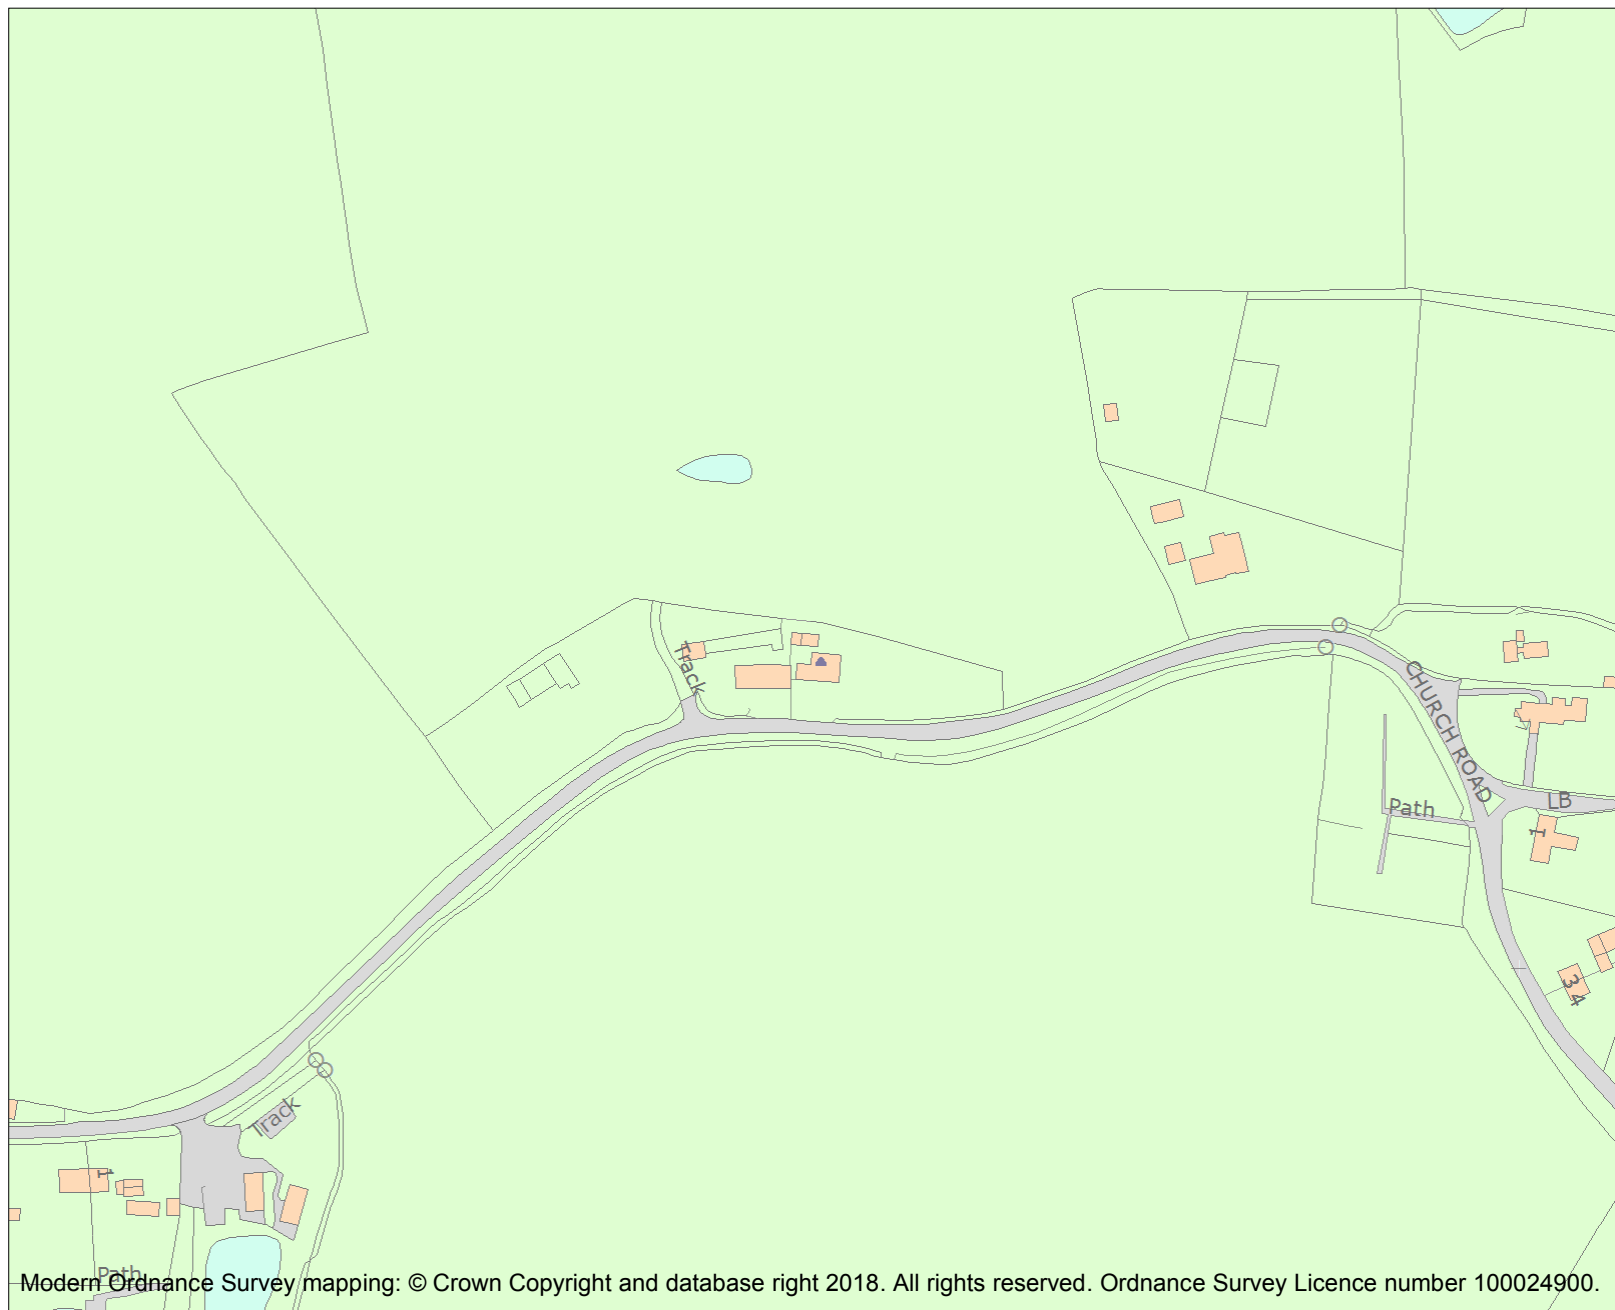 Track
CHURCH ROAD
LB
Path
1
3
4
Track
1
Path
Modern Ordnance Survey mapping: © Crown Copyright and database right 2018. All rights reserved. Ordnance Survey Licence number 100024900.